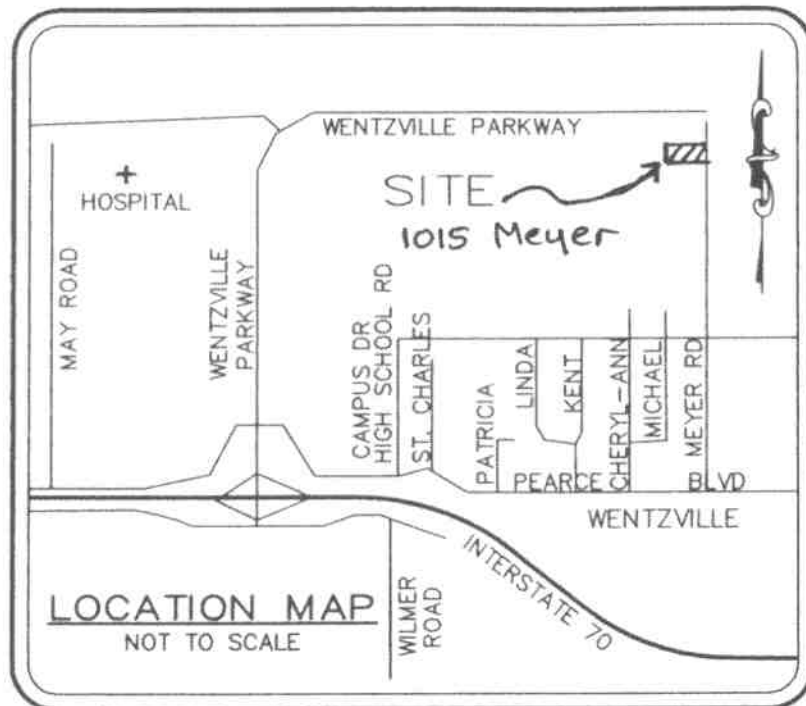 WENTZVILLE PARKWAY
HOSPITAL
SITE
1015 Meyer
MAY ROAD
WENTZVILLE
PARKWAY
CAMPUS DR
HIGH SCHOOL RD
ST. CHARLES
PATRICIA
LINDA
KENT
CHERYL-ANN
MICHAEL
MEYER RD
PEARCE BLVD
WENTZVILLE
INTERSTATE 70
WILMER
ROAD
LOCATION MAP
NOT TO SCALE